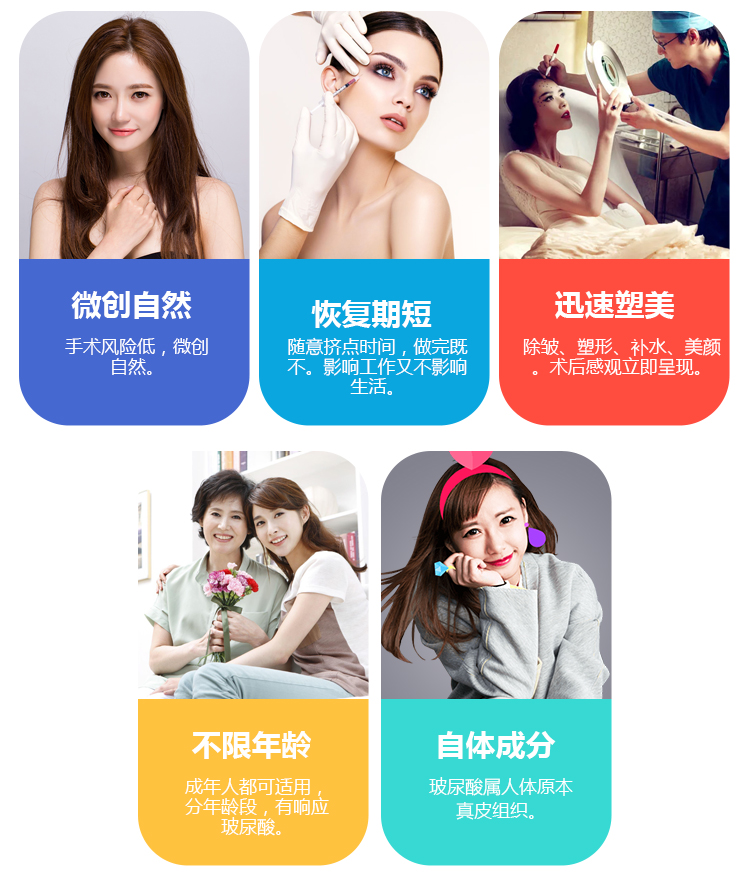 微创自然
手术风险低，微创
自然。
恢复期短
随意挤点时间，做完既
不。影响工作又不影响
生活。
迅速塑美
除皱、塑形、补水、美颜
。术后感观立即呈现。
不限年龄
成年人都可适用，
分年龄段，有响应
玻尿酸。
自体成分
玻尿酸属人体原本
真皮组织。